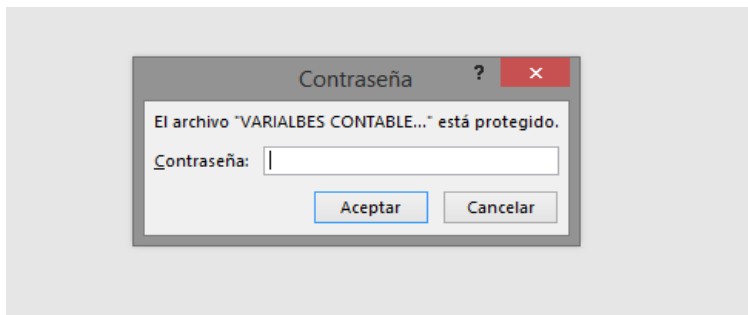 Contraseña ?
El archivo "VARIALBES CONTABLE..." está protegido.
Contraseña:
Aceptar Cancelar